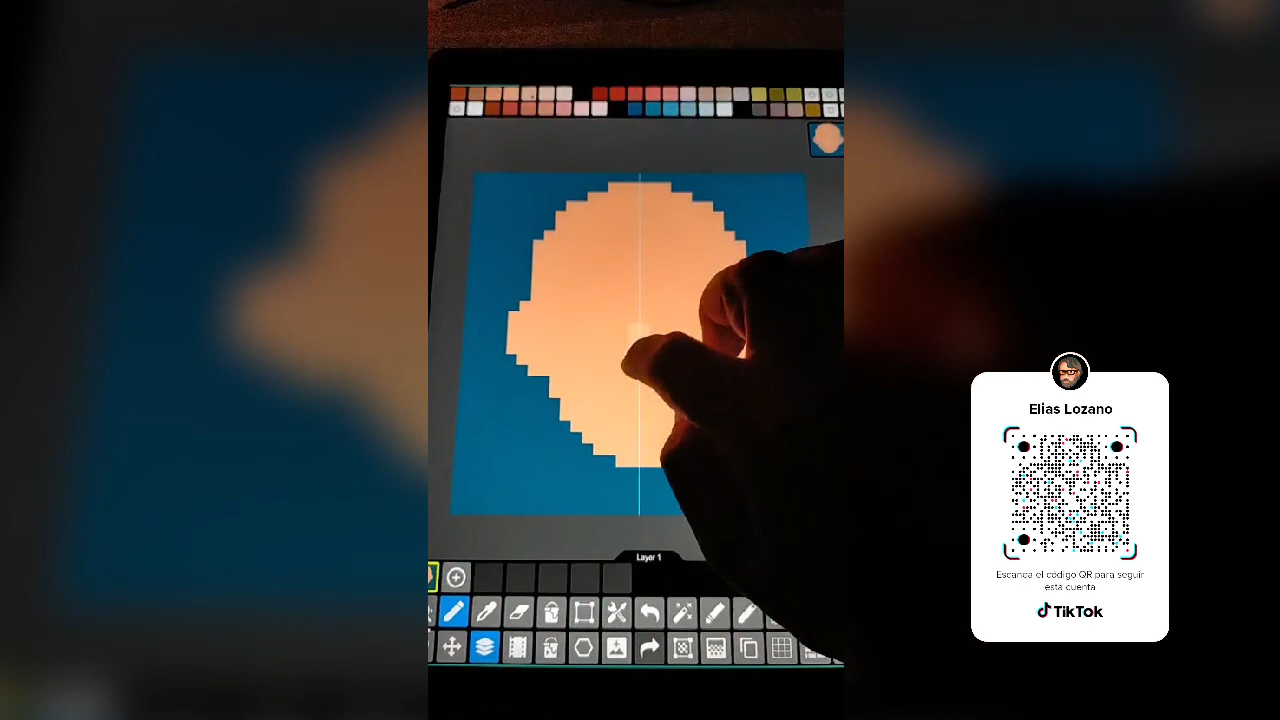 Layer 1
Elias Lozano
Escanea el código QR para seguir
esta cuenta
TikTok